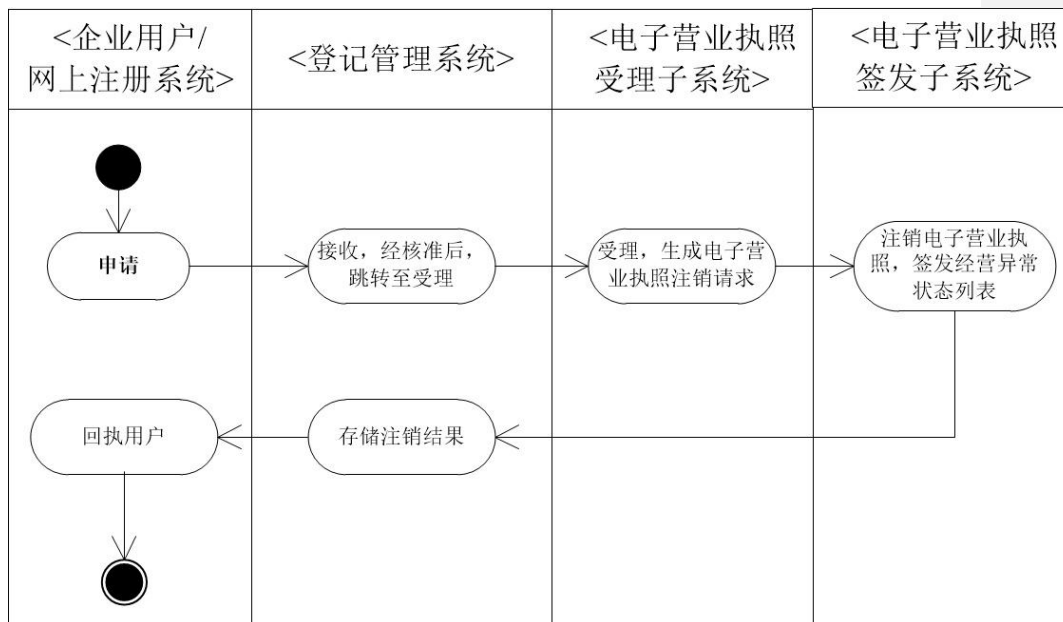 <企业用户/
网上注册系统>
<登记管理系统>
<电子营业执照
受理子系统>
<电子营业执照
签发子系统>
申请
接收，经核准后，
跳转至受理
受理，生成电子营
业执照注销请求
注销电子营业执
照，签发经营异常
状态列表
回执用户
存储注销结果